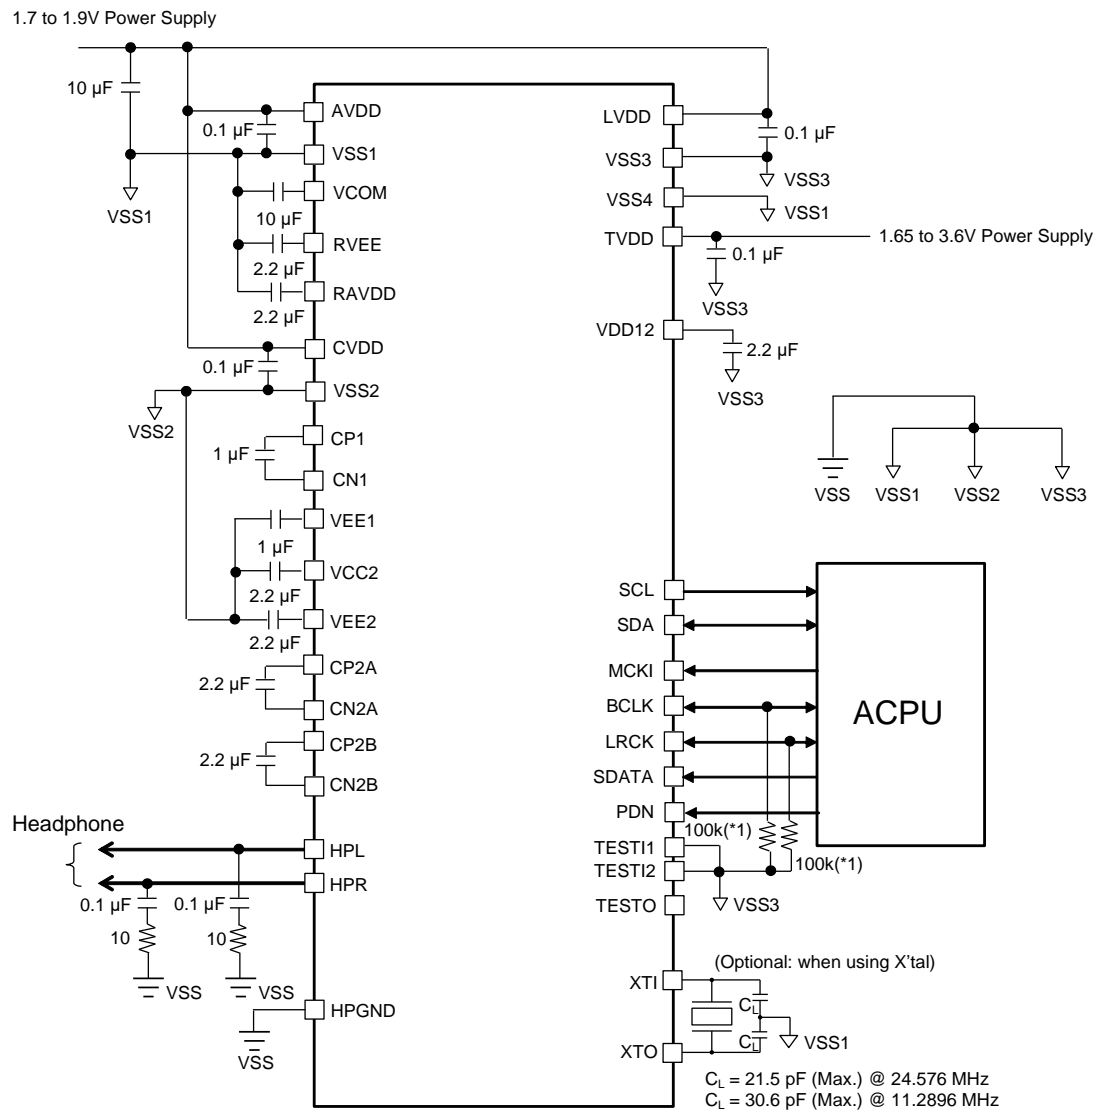 1.7 to 1.9V Power Supply
10 µF
AVDD
0.1 µF
VSS1
VSS1
VCOM
10 µF
RVEE
2.2 µF
RAVDD
2.2 µF
CVDD
0.1 µF
VSS2
VSS2
CP1
1 µF
CN1
VEE1
1 µF
VCC2
2.2 µF
VEE2
2.2 µF
CP2A
2.2 µF
CN2A
CP2B
2.2 µF
CN2B
Headphone
HPL
HPR
0.1 µF
0.1 µF
10
10
VSS
VSS
HPGND
VSS
LVDD
0.1 µF
VSS3
VSS3
VSS4
VSS1
TVDD
1.65 to 3.6V Power Supply
0.1 µF
VSS3
VDD12
2.2 µF
VSS3
VSS
VSS1
VSS2
VSS3
SCL
SDA
MCKI
BCLK
LRCK
SDATA
PDN
ACPU
100k(*1)
100k(*1)
TESTI1
TESTI2
VSS3
TESTO
(Optional: when using X'tal)
XTI
CL
CL
VSS1
XTO
CL = 21.5 pF (Max.) @ 24.576 MHz
CL = 30.6 pF (Max.) @ 11.2896 MHz